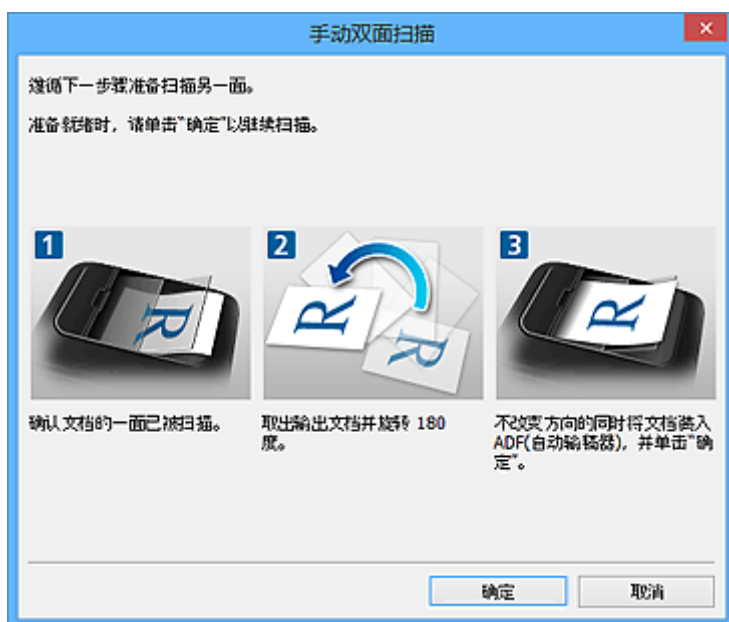 手动双面扫描
遵循下一步骤准备扫描另一面。
准备就绪时，请单击"确定"以继续扫描。
1
2
3
R
R
R
R
确认文档的一面已被扫描。
取出输出文档并旋转 180
度。
不改变方向的同时将文档装入
ADF(自动输稿器)，并单击"确
定"。
确定
取消